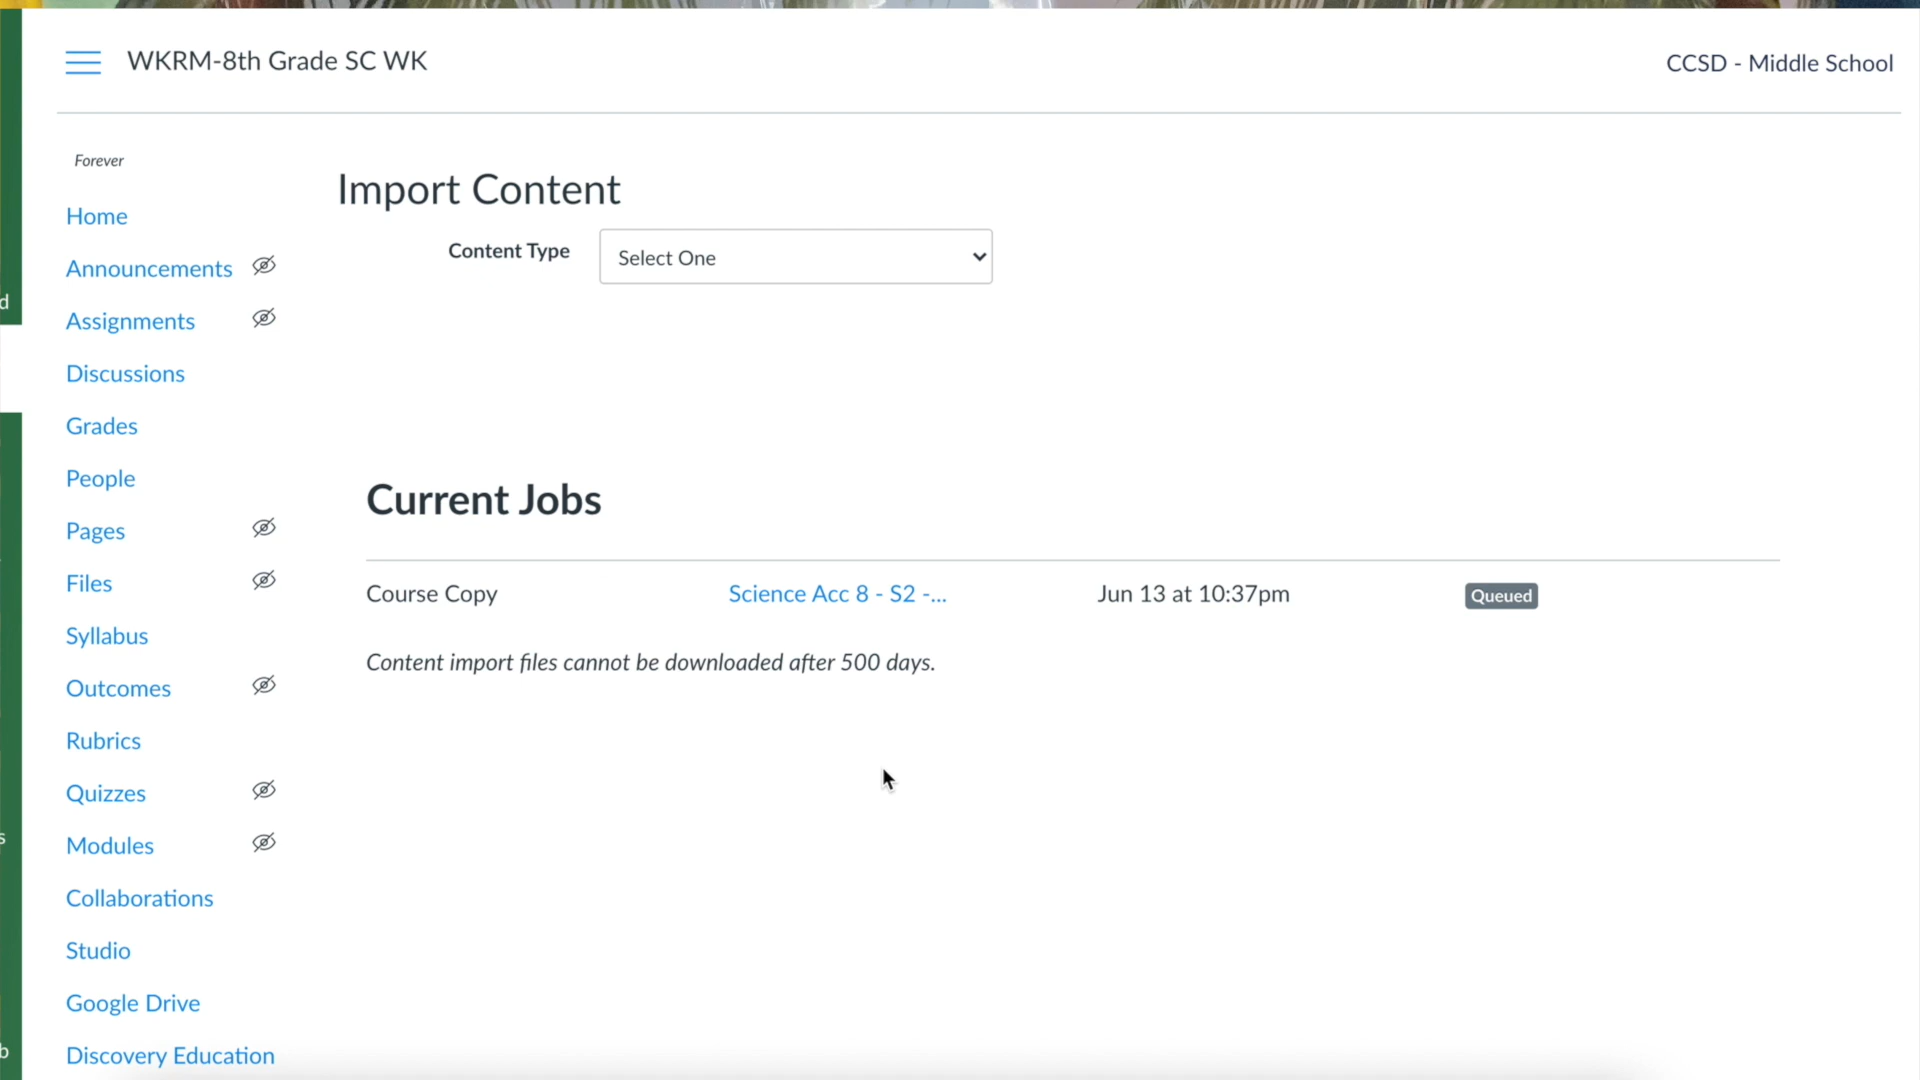 WKRM-8th Grade SC WK
CCSD - Middle School
Forever
Home
Announcements
Assignments
Discussions
Grades
People
Pages
Files
Syllabus
Outcomes
Rubrics
Quizzes
Modules
Collaborations
Studio
Google Drive
Discovery Education
Import Content
Content Type
Select One
Current Jobs
Course Copy Science Acc 8 - S2 -... Jun 13 at 10:37pm Queued
Content import files cannot be downloaded after 500 days.
d
s
b